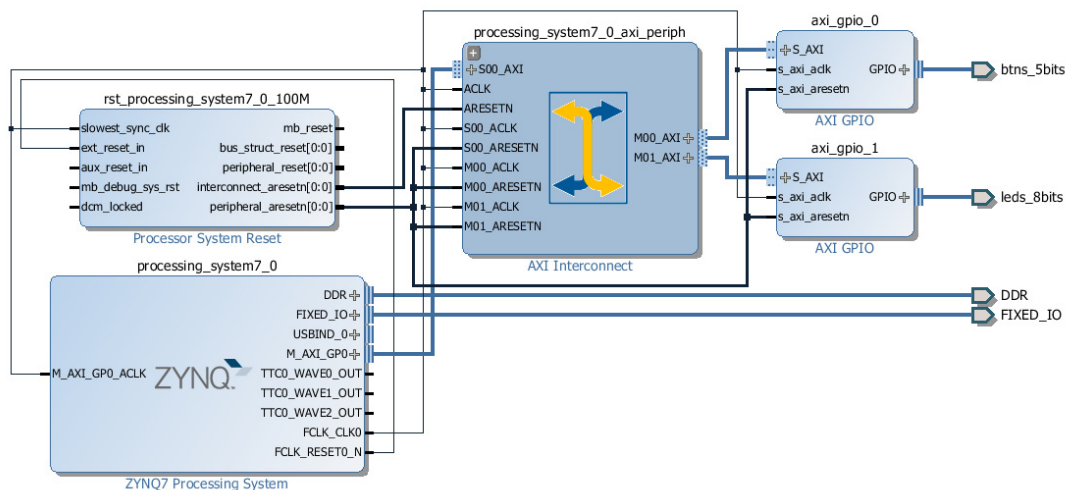 rst_processing_system7_0_100M
slowest_sync_clk
ext_reset_in
aux_reset_in
mb_debug_sys_rst
dcm_locked
mb_reset
bus_struct_reset[0:0]
peripheral_reset[0:0]
interconnect_aresetn[0:0]
peripheral_aresetn[0:0]
Processor System Reset
processing_system7_0
M_AXI_GP0_ACLK
ZYNQ
DDR
FIXED_IO
USBIND_0
M_AXI_GP0
TTC0_WAVE0_OUT
TTC0_WAVE1_OUT
TTC0_WAVE2_OUT
FCLK_CLK0
FCLK_RESET0_N
ZYNQ7 Processing System
processing_system7_0_axi_periph
S00_AXI
ACLK
ARESETN
S00_ACLK
S00_ARESETN
M00_ACLK
M00_ARESETN
M01_ACLK
M01_ARESETN
M00_AXI
M01_AXI
AXI Interconnect
axi_gpio_0
S_AXI
s_axi_aclk
s_axi_aresetn
GPIO
AXI GPIO
axi_gpio_1
S_AXI
s_axi_aclk
s_axi_aresetn
GPIO
AXI GPIO
btns_5bits
leds_8bits
DDR
FIXED_IO